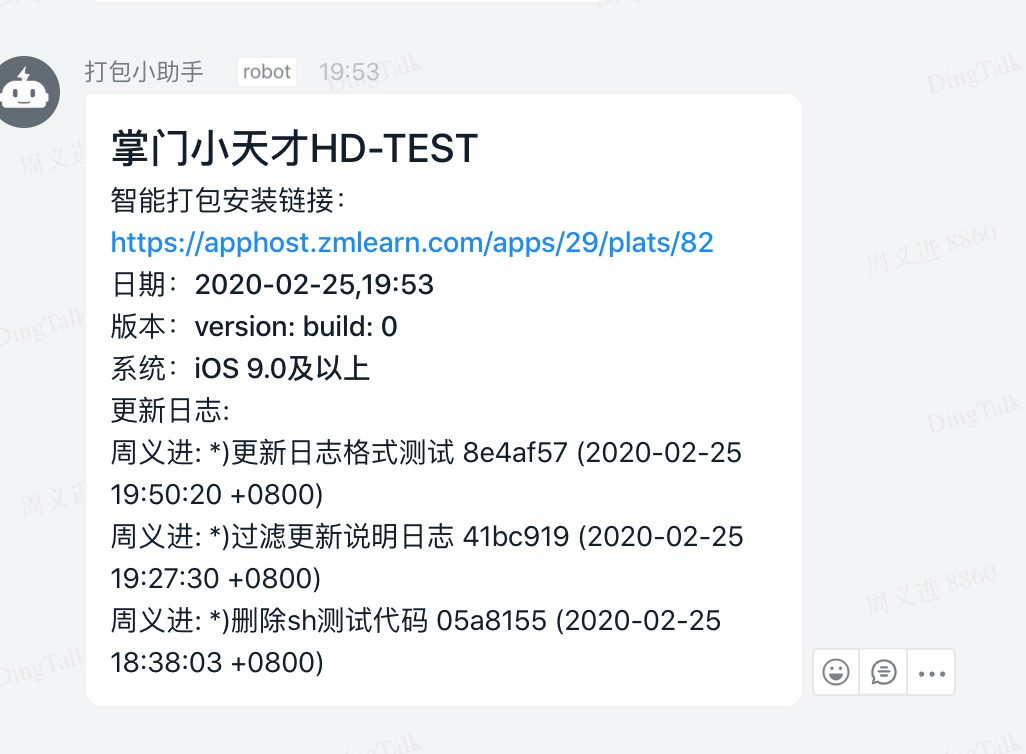 打包小助手 robot 19:53
掌门小天才HD-TEST
智能打包安装链接：
https://apphost.zmlearn.com/apps/29/plats/82
日期：2020-02-25,19:53
版本：version: build: 0
系统：iOS 9.0及以上
更新日志:
周义进: *)更新日志格式测试 8e4af57 (2020-02-25
19:50:20 +0800)
周义进: *)过滤更新说明日志 41bc919 (2020-02-25
19:27:30 +0800)
周义进: *)删除sh测试代码 05a8155 (2020-02-25
18:38:03 +0800)
DingTalk
周义进 8860
DingTalk
周义进 8860